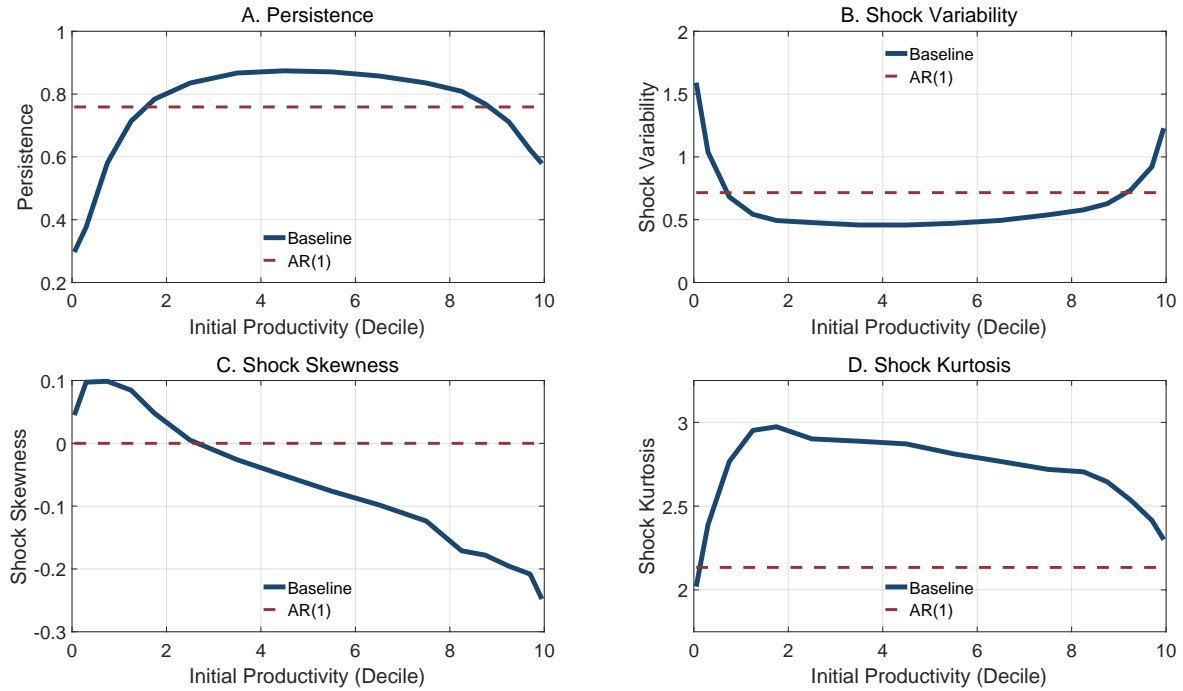 A. Persistence
1
0.8
0.6
0.4
0.2
Persistence
Baseline
AR(1)
0 2 4 6 8 10
Initial Productivity (Decile)
B. Shock Variability
2
1.5
1
0.5
0
Shock Variability
Baseline
AR(1)
0 2 4 6 8 10
Initial Productivity (Decile)
C. Shock Skewness
0.1
0
-0.1
-0.2
-0.3
Shock Skewness
Baseline
AR(1)
0 2 4 6 8 10
Initial Productivity (Decile)
D. Shock Kurtosis
3
2.5
2
Shock Kurtosis
Baseline
AR(1)
0 2 4 6 8 10
Initial Productivity (Decile)